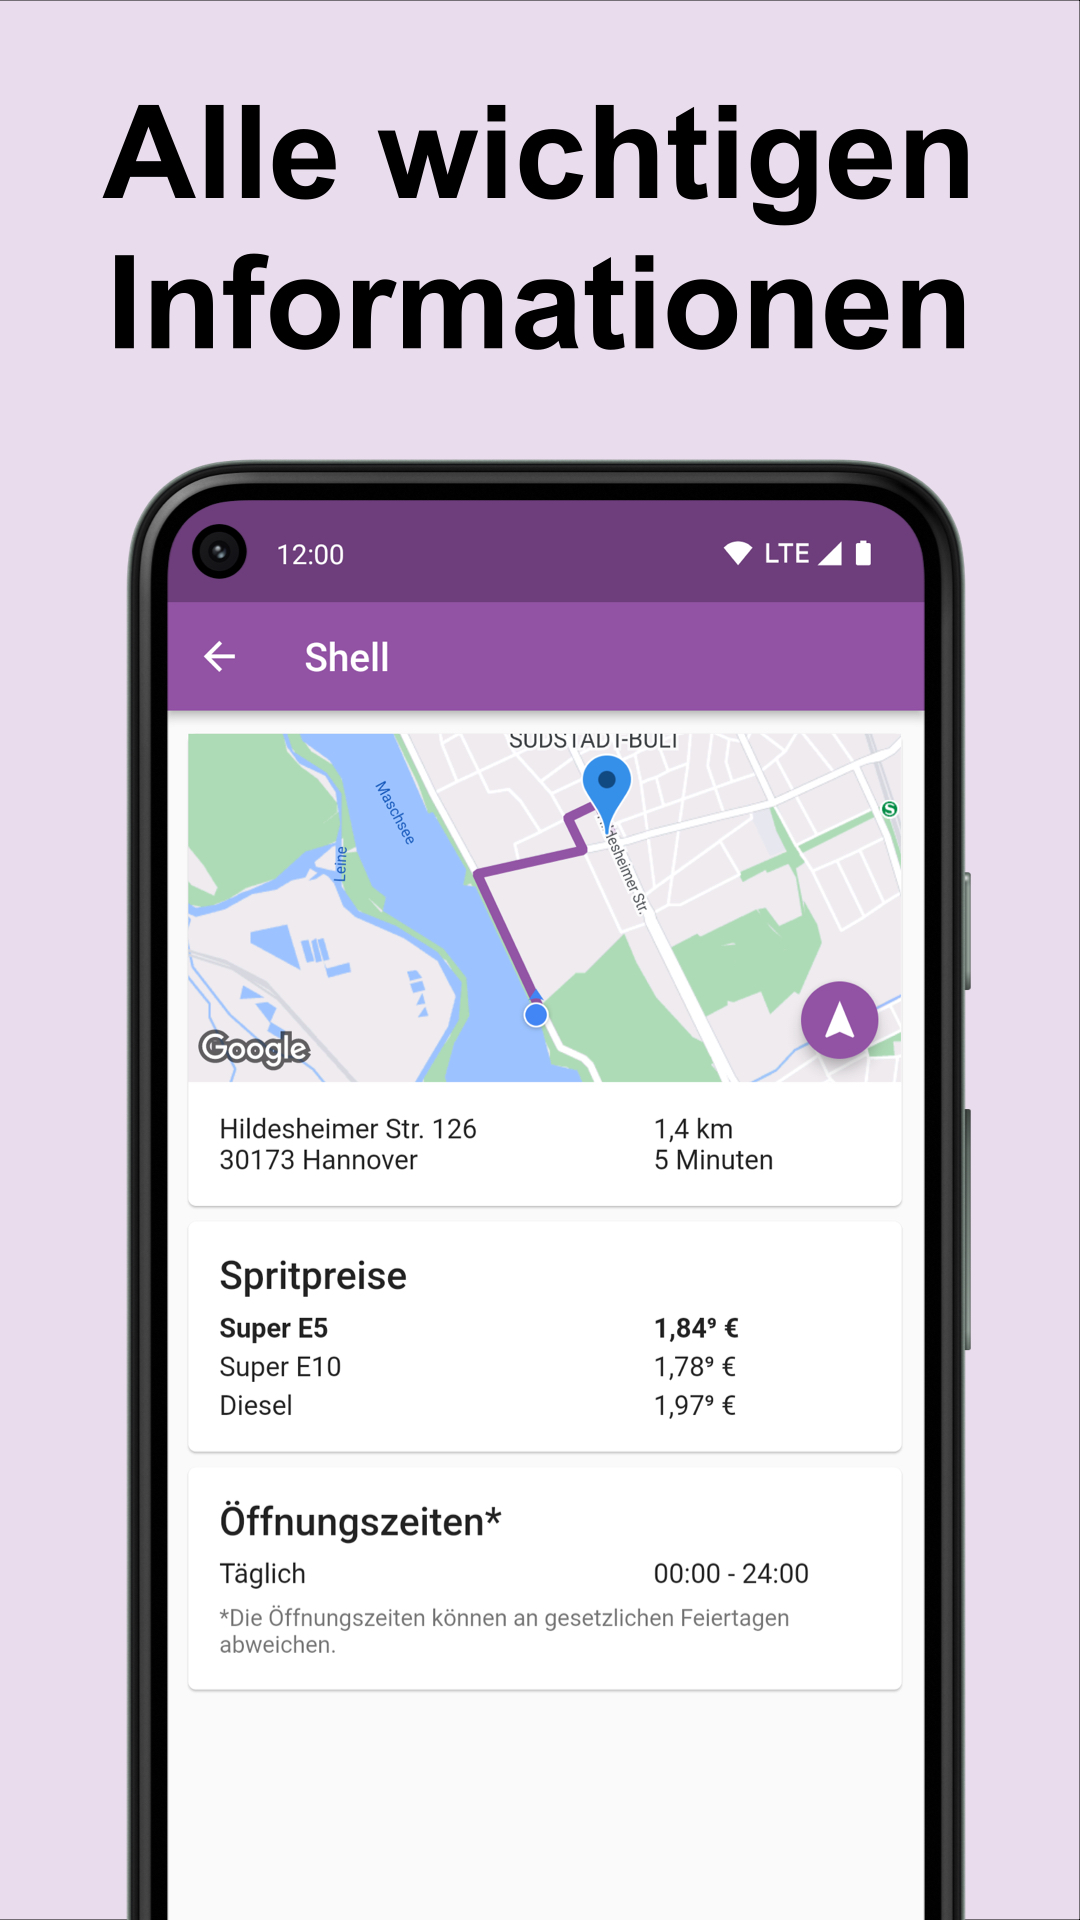 Alle wichtigen
Informationen
12:00 LTE
Shell
SÜDSTADT-BULT
Maschsee
Leine
Hildesheimer Str.
S
Google
Hildesheimer Str. 126 1,4 km
30173 Hannover 5 Minuten
Spritpreise
Super E5 1,84⁹ €
Super E10 1,78⁹ €
Diesel 1,97⁹ €
Öffnungszeiten*
Täglich 00:00 - 24:00
*Die Öffnungszeiten können an gesetzlichen Feiertagen
abweichen.